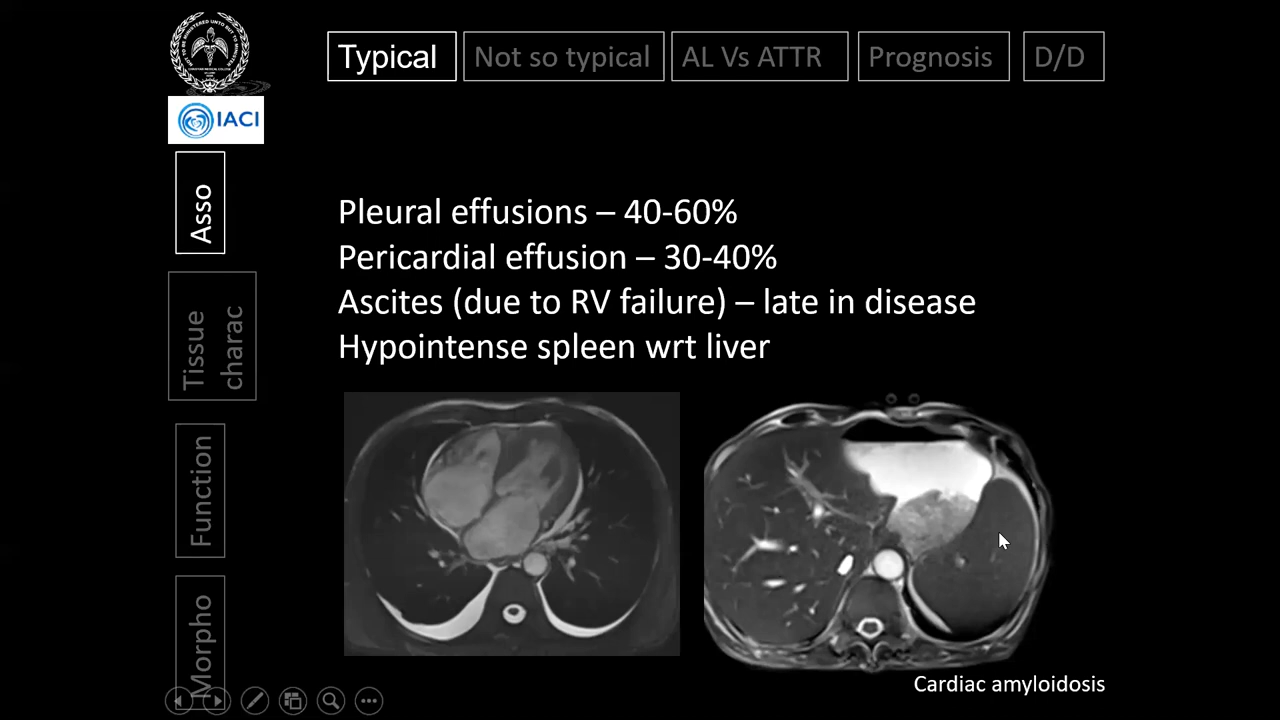 Typical
Not so typical
AL Vs ATTR
Prognosis
D/D
IACI
Asso
Tissue
charac
Function
Morpho
Pleural effusions – 40-60%
Pericardial effusion – 30-40%
Ascites (due to RV failure) – late in disease
Hypointense spleen wrt liver
Cardiac amyloidosis